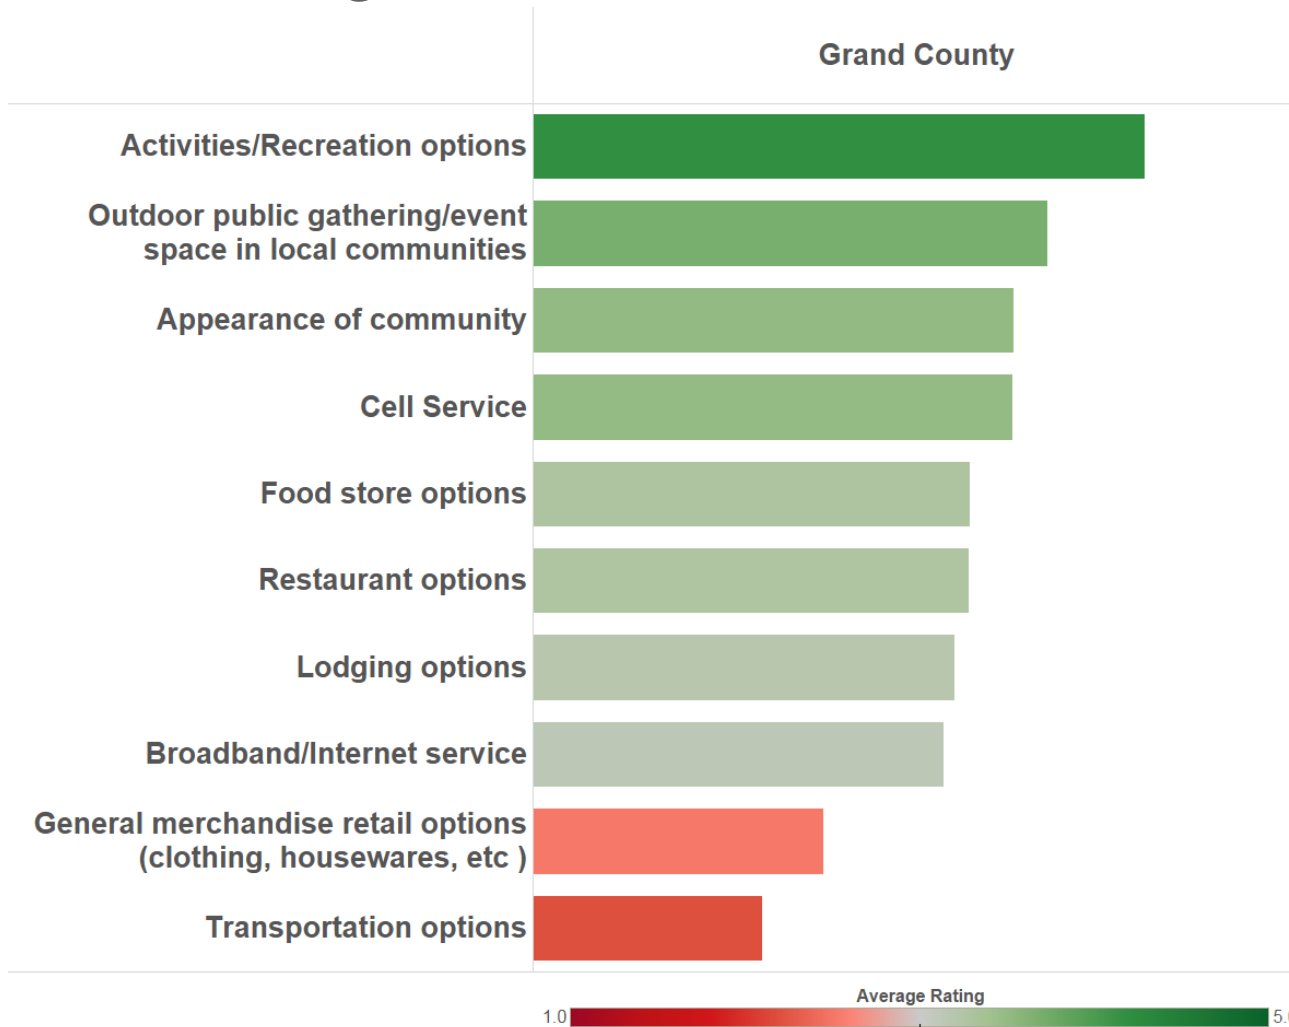 Grand County
Activities/Recreation options
Outdoor public gathering/event
space in local communities
Appearance of community
Cell Service
Food store options
Restaurant options
Lodging options
Broadband/Internet service
General merchandise retail options
(clothing, housewares, etc )
Transportation options
Average Rating
1.0